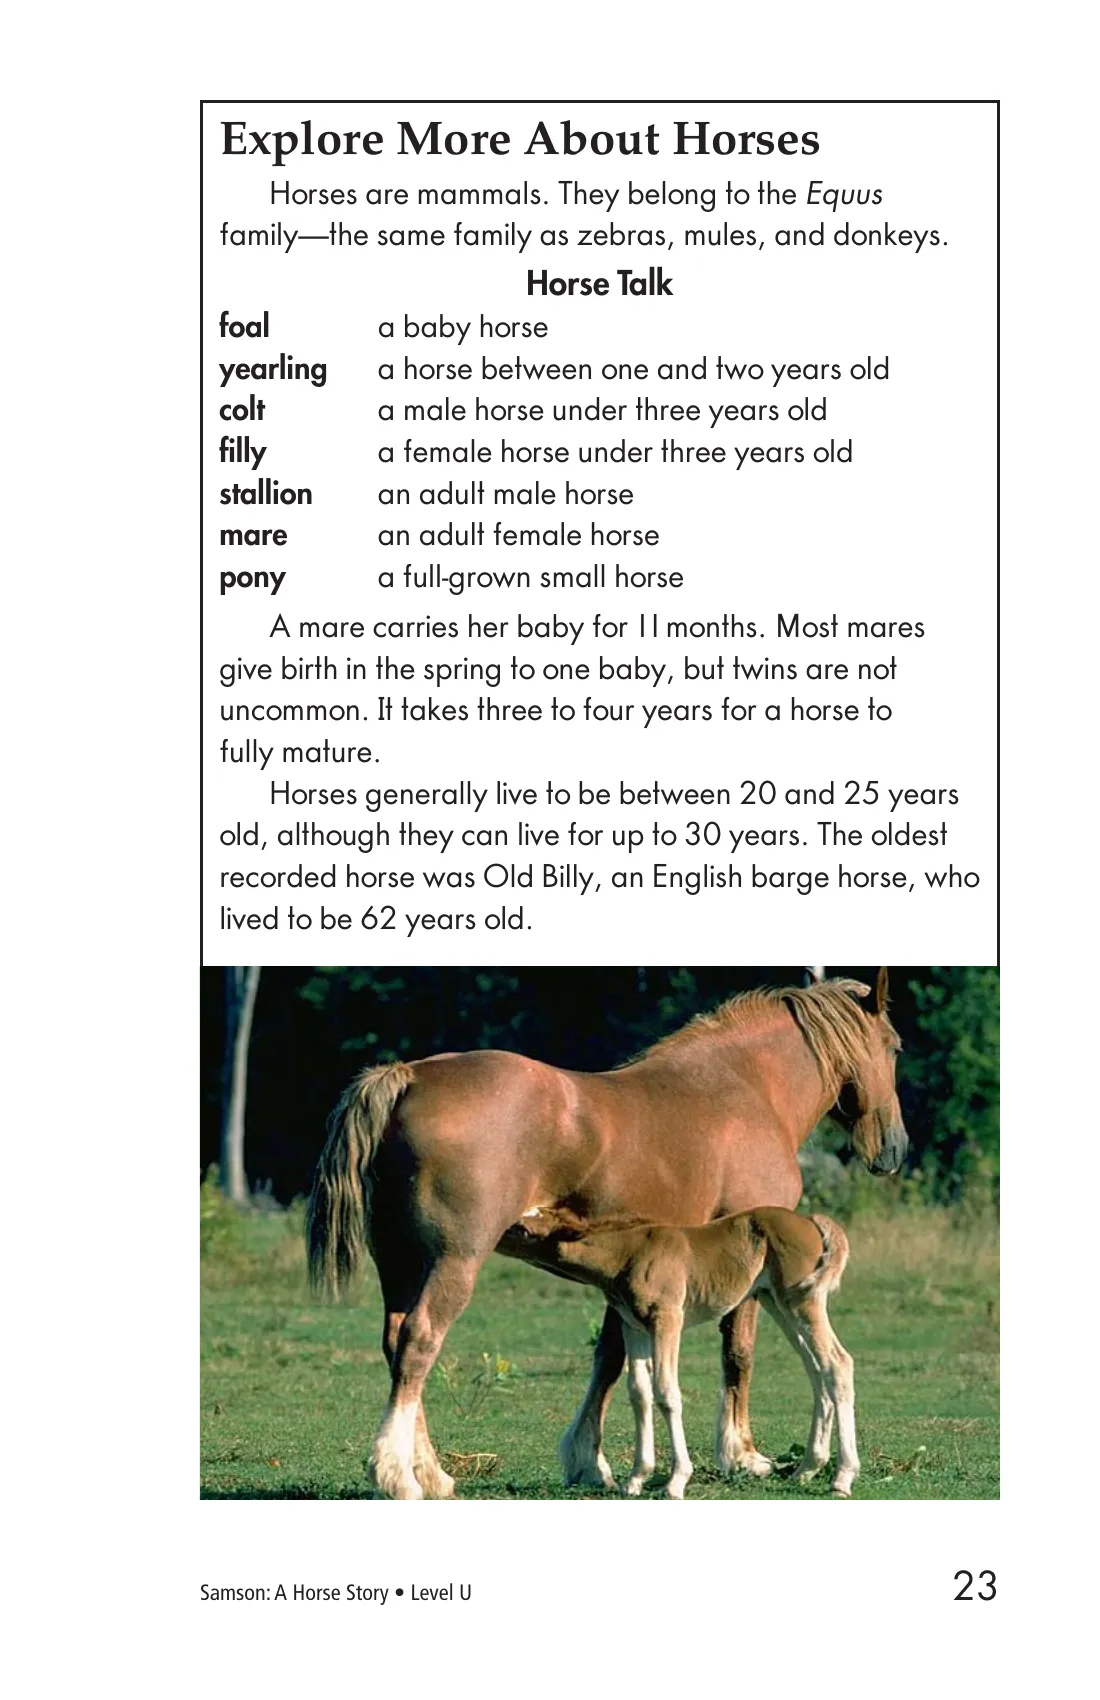 Explore More About Horses
Horses are mammals. They belong to the Equus
family—the same family as zebras, mules, and donkeys.
Horse Talk
foal a baby horse
yearling a horse between one and two years old
colt a male horse under three years old
filly a female horse under three years old
stallion an adult male horse
mare an adult female horse
pony a full-grown small horse
A mare carries her baby for 11 months. Most mares
give birth in the spring to one baby, but twins are not
uncommon. It takes three to four years for a horse to
fully mature.
Horses generally live to be between 20 and 25 years
old, although they can live for up to 30 years. The oldest
recorded horse was Old Billy, an English barge horse, who
lived to be 62 years old.
Samson: A Horse Story • Level U
23